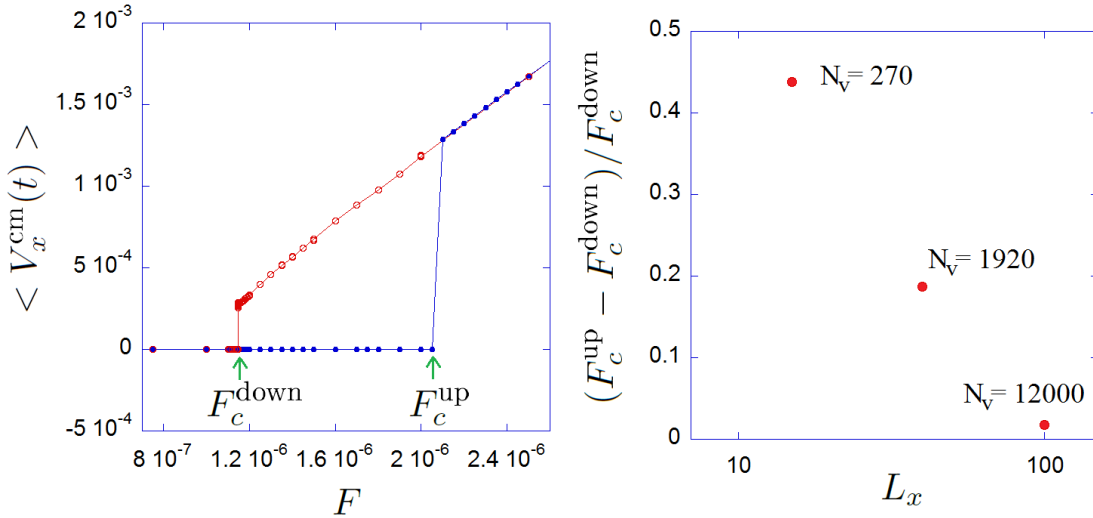 < V_x^cm(t) >
2 10^-3
1.5 10^-3
1 10^-3
5 10^-4
0
-5 10^-4
F_c^down
F_c^up
8 10^-7
1.2 10^-6
1.6 10^-6
2 10^-6
2.4 10^-6
F
(F_c^up − F_c^down)/F_c^down
0.5
0.4
0.3
0.2
0.1
0
N_v= 270
N_v= 1920
N_v= 12000
10
100
L_x